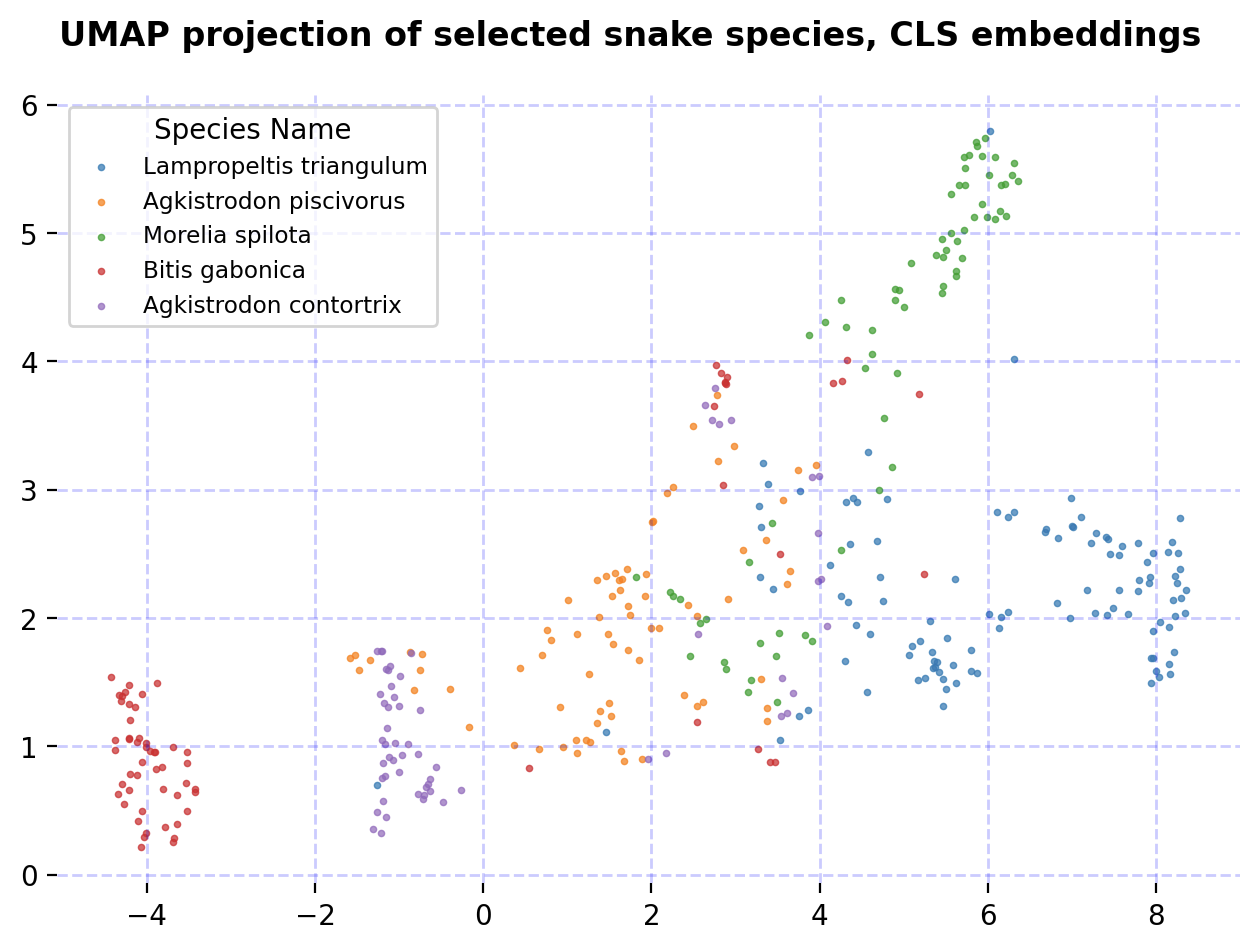 UMAP projection of selected snake species, CLS embeddings
6
5
4
3
2
1
0
Species Name
Lampropeltis triangulum
Agkistrodon piscivorus
Morelia spilota
Bitis gabonica
Agkistrodon contortrix
−4 −2 0 2 4 6 8